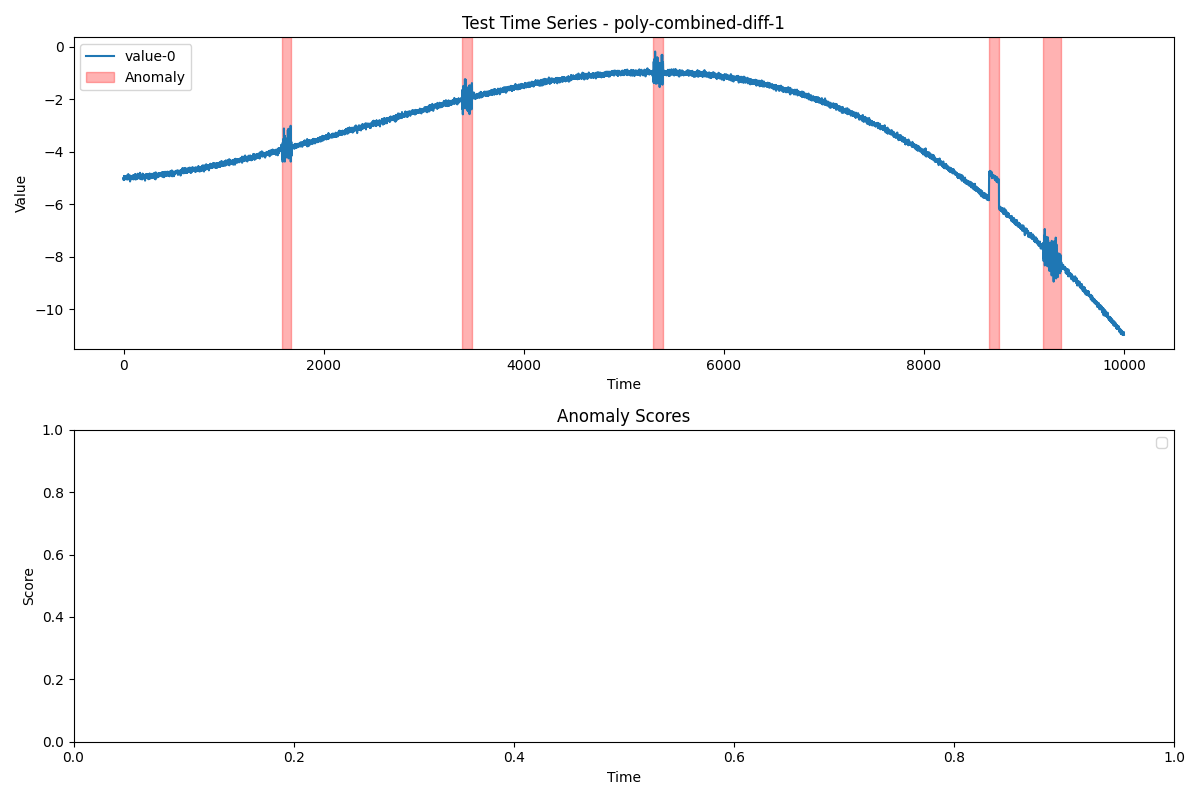 Test Time Series - poly-combined-diff-1
value-0
Anomaly
0
−2
−4
−6
−8
−10
Value
0 2000 4000 6000 8000 10000
Time
Anomaly Scores
1.0
0.8
0.6
0.4
0.2
0.0
Score
0.0 0.2 0.4 0.6 0.8 1.0
Time